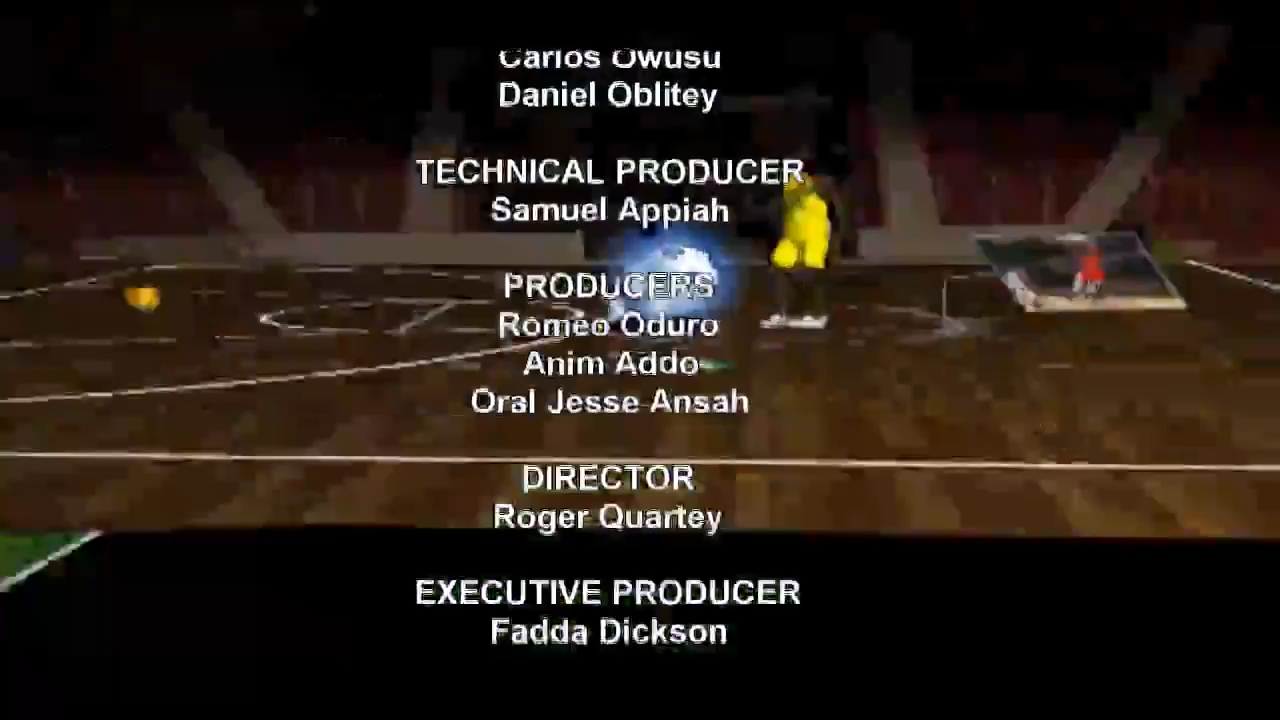 Carlos Owusu
Daniel Oblitey
TECHNICAL PRODUCER
Samuel Appiah
PRODUCERS
Romeo Oduro
Anim Addo
Oral Jesse Ansah
DIRECTOR
Roger Quartey
EXECUTIVE PRODUCER
Fadda Dickson